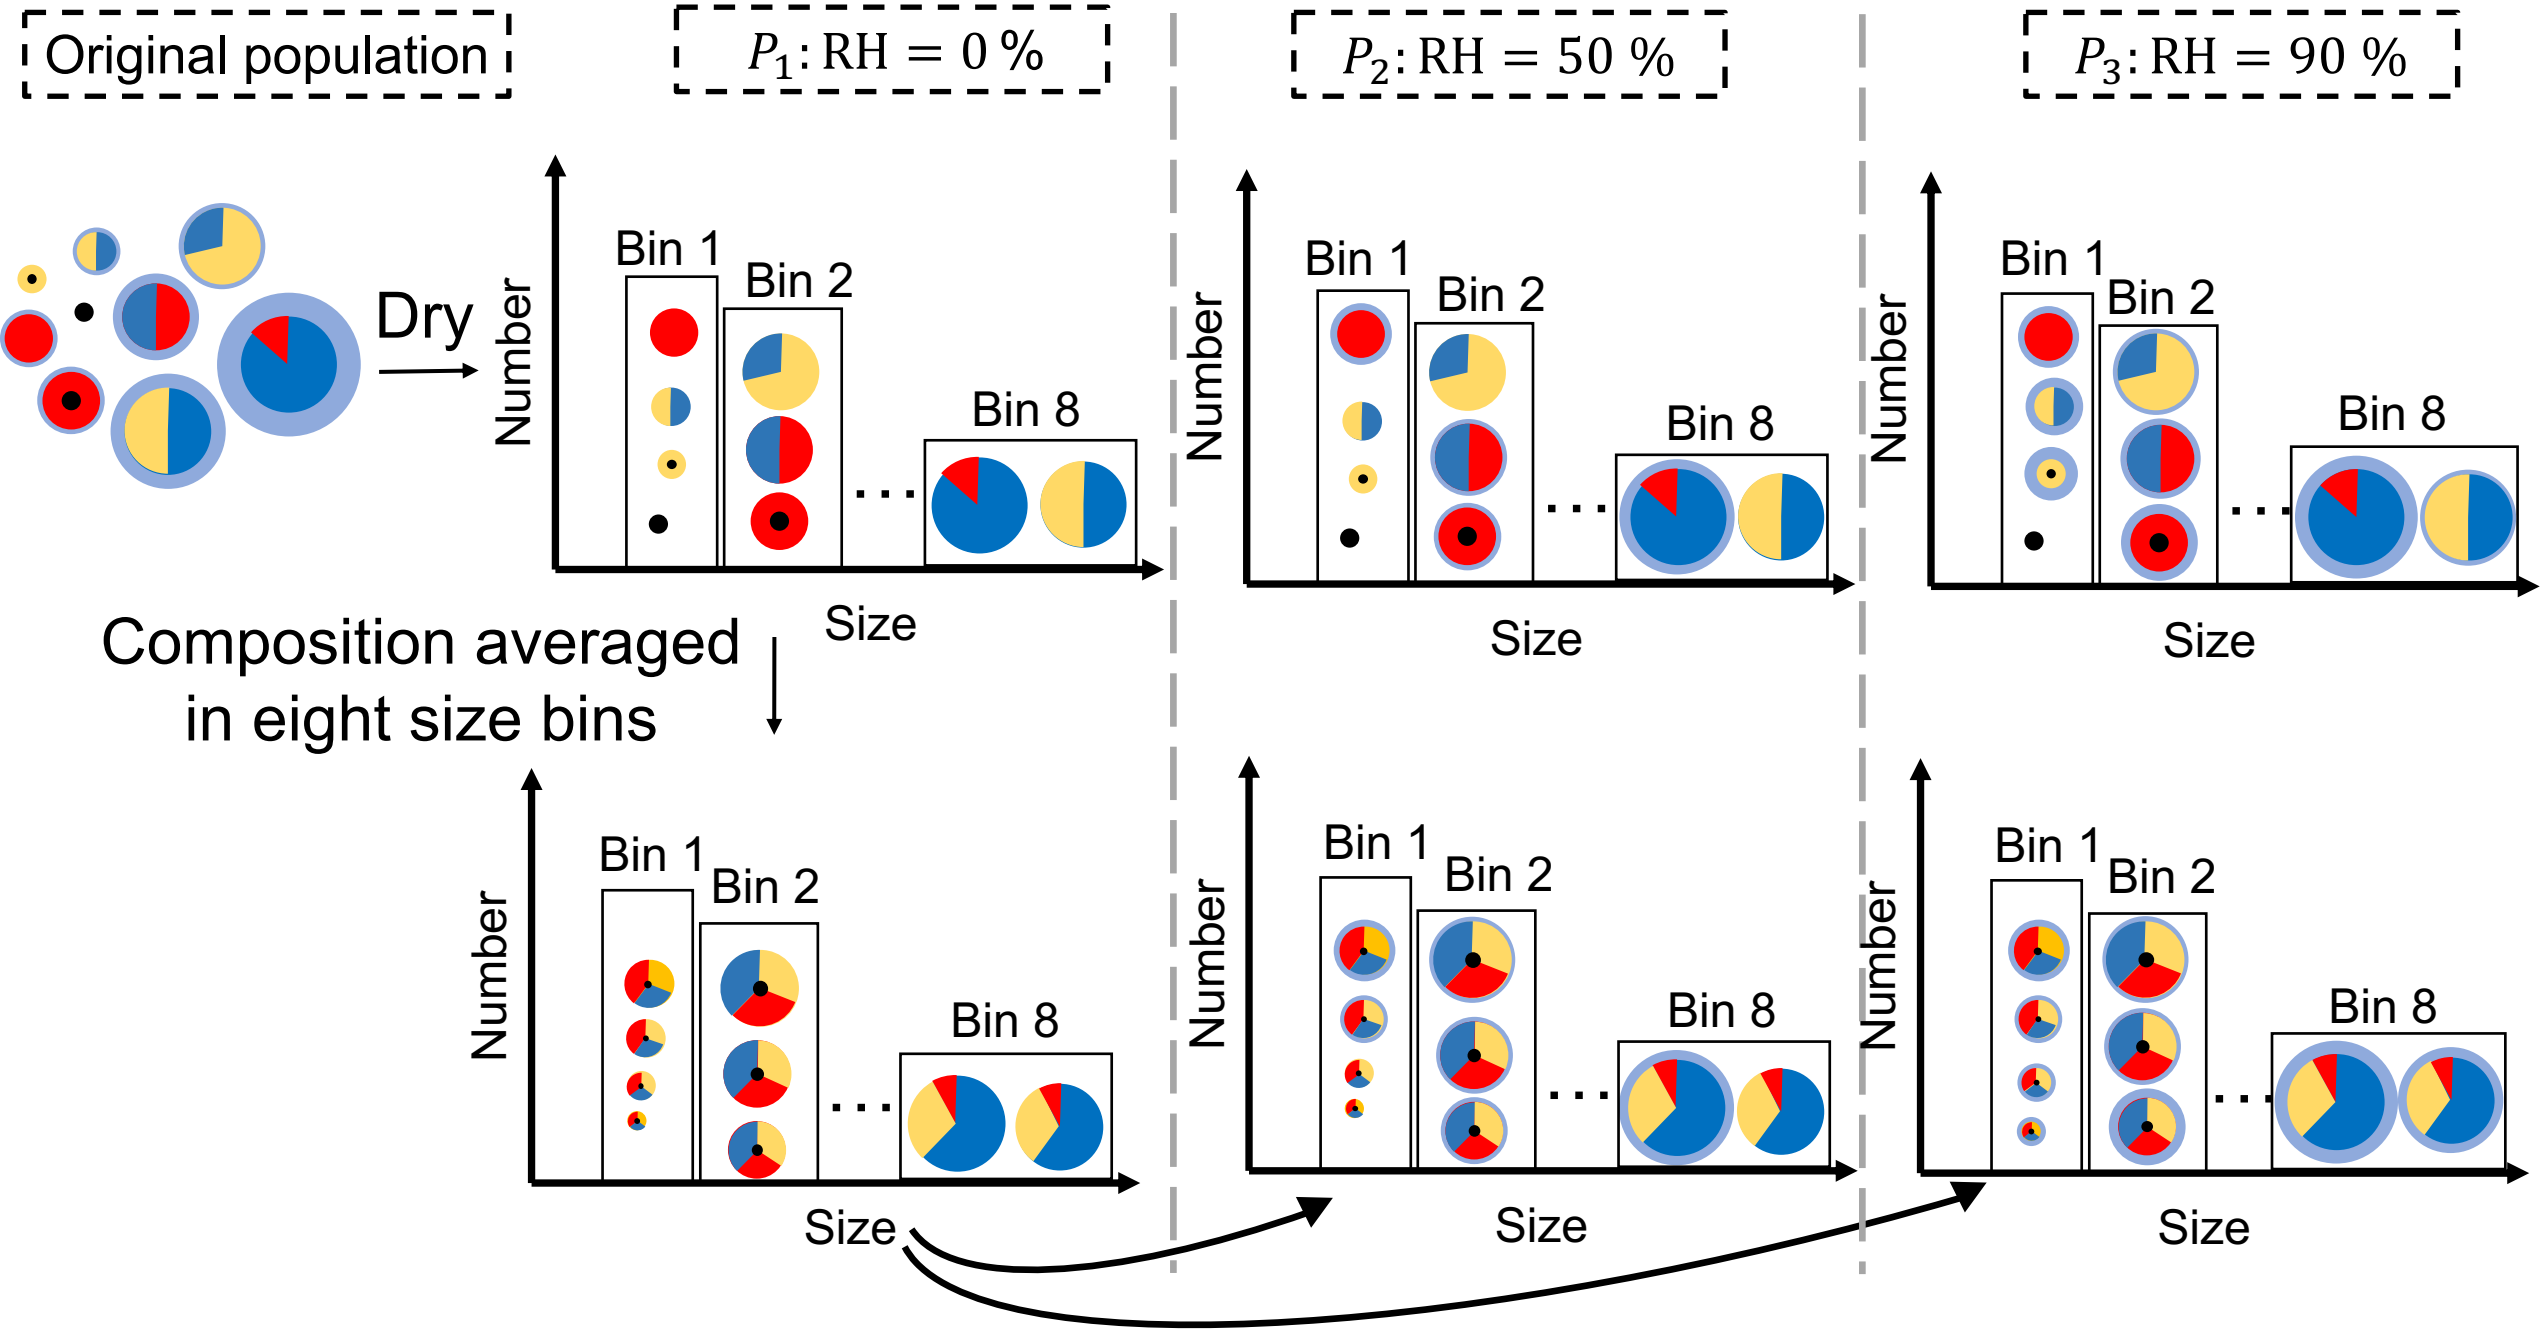 Original population
P₁: RH = 0 %
P₂: RH = 50 %
P₃: RH = 90 %
Dry
Number
Bin 1
Bin 2
...
Bin 8
Size
Number
Bin 1
Bin 2
...
Bin 8
Size
Number
Bin 1
Bin 2
...
Bin 8
Size
Composition averaged
in eight size bins
Number
Bin 1
Bin 2
...
Bin 8
Size
Number
Bin 1
Bin 2
...
Bin 8
Size
Number
Bin 1
Bin 2
...
Bin 8
Size